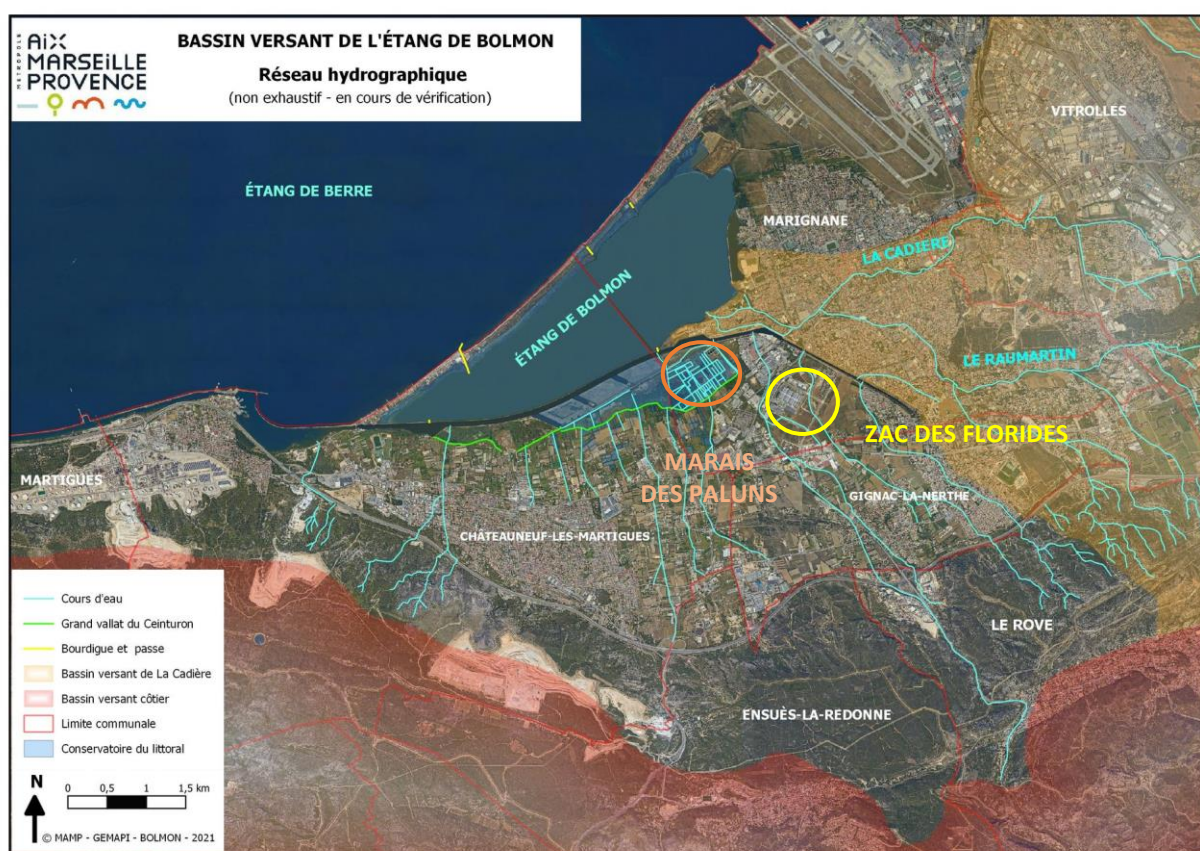 MÉTROPOLE
AiX
MARSEiLLE
PROVENCE
BASSIN VERSANT DE L'ÉTANG DE BOLMON
Réseau hydrographique
(non exhaustif - en cours de vérification)
VITROLLES
ÉTANG DE BERRE
MARIGNANE
LA CADIÈRE
ÉTANG DE BOLMON
LE RAUMARTIN
ZAC DES FLORIDES
MARTIGUES
MARAIS
DES PALUNS
GIGNAC-LA-NERTHE
CHÂTEAUNEUF-LES-MARTIGUES
LE ROVE
ENSUÈS-LA-REDONNE
Cours d'eau
Grand vallat du Ceinturon
Bourdigue et passe
Bassin versant de La Cadière
Bassin versant côtier
Limite communale
Conservatoire du littoral
N
0 0,5 1 1,5 km
© MAMP - GEMAPI - BOLMON - 2021